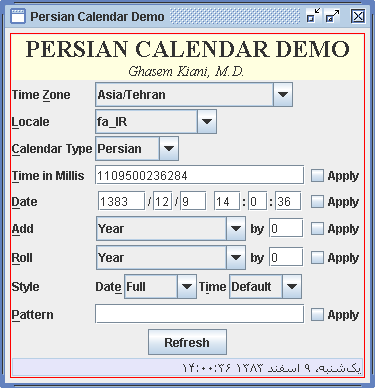 Persian Calendar Demo
PERSIAN CALENDAR DEMO
Ghasem Kiani, M.D.
Time Zone Asia/Tehran
Locale fa_IR
Calendar Type Persian
Time in Millis 1109500236284 Apply
Date 1383 / 12 / 9 14 : 0 : 36 Apply
Add Year by 0 Apply
Roll Year by 0 Apply
Style Date Full Time Default
Pattern Apply
Refresh
یک‌شنبه، ۹ اسفند ۱۳۸۳ ۱۴:۰۰:۳۶